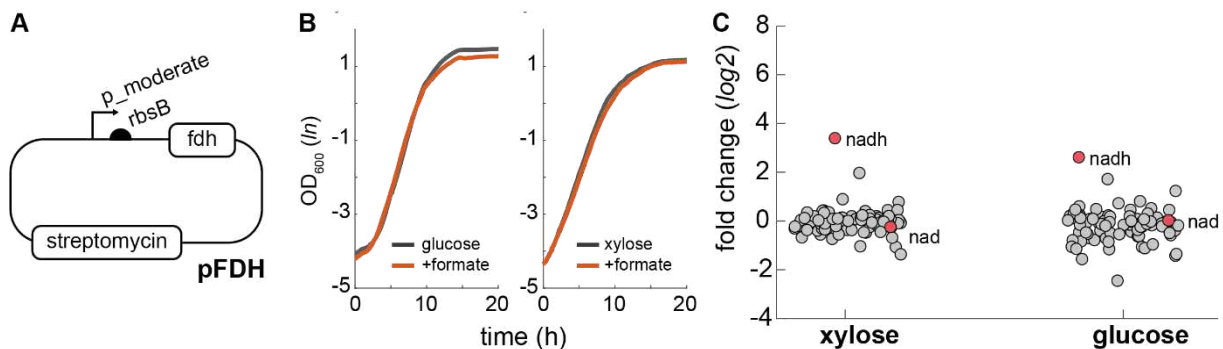 A
p_moderate
rbsB
fdh
streptomycin
pFDH
B
OD600 (ln)
1
-1
-3
-5
glucose
+formate
0
10
20
1
-1
-3
-5
xylose
+formate
0
10
20
time (h)
C
fold change (log2)
8
6
4
2
0
-2
-4
nadh
nad
xylose
nadh
nad
glucose